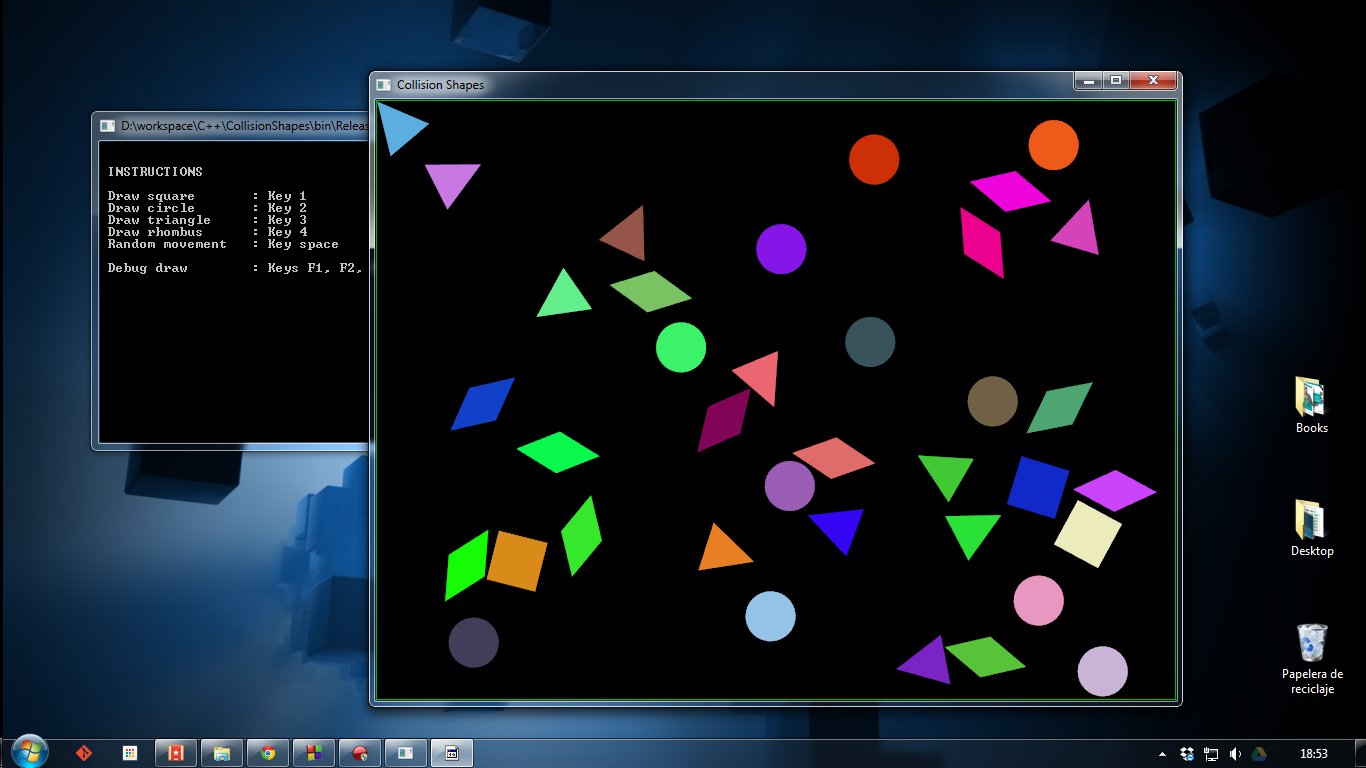 Collision Shapes
D:\workspace\C++\CollisionShapes\bin\Releas
INSTRUCTIONS
Draw square : Key 1
Draw circle : Key 2
Draw triangle : Key 3
Draw rhombus : Key 4
Random movement : Key space
Debug draw : Keys F1, F2,
Books
Desktop
Papelera de
reciclaje
18:53